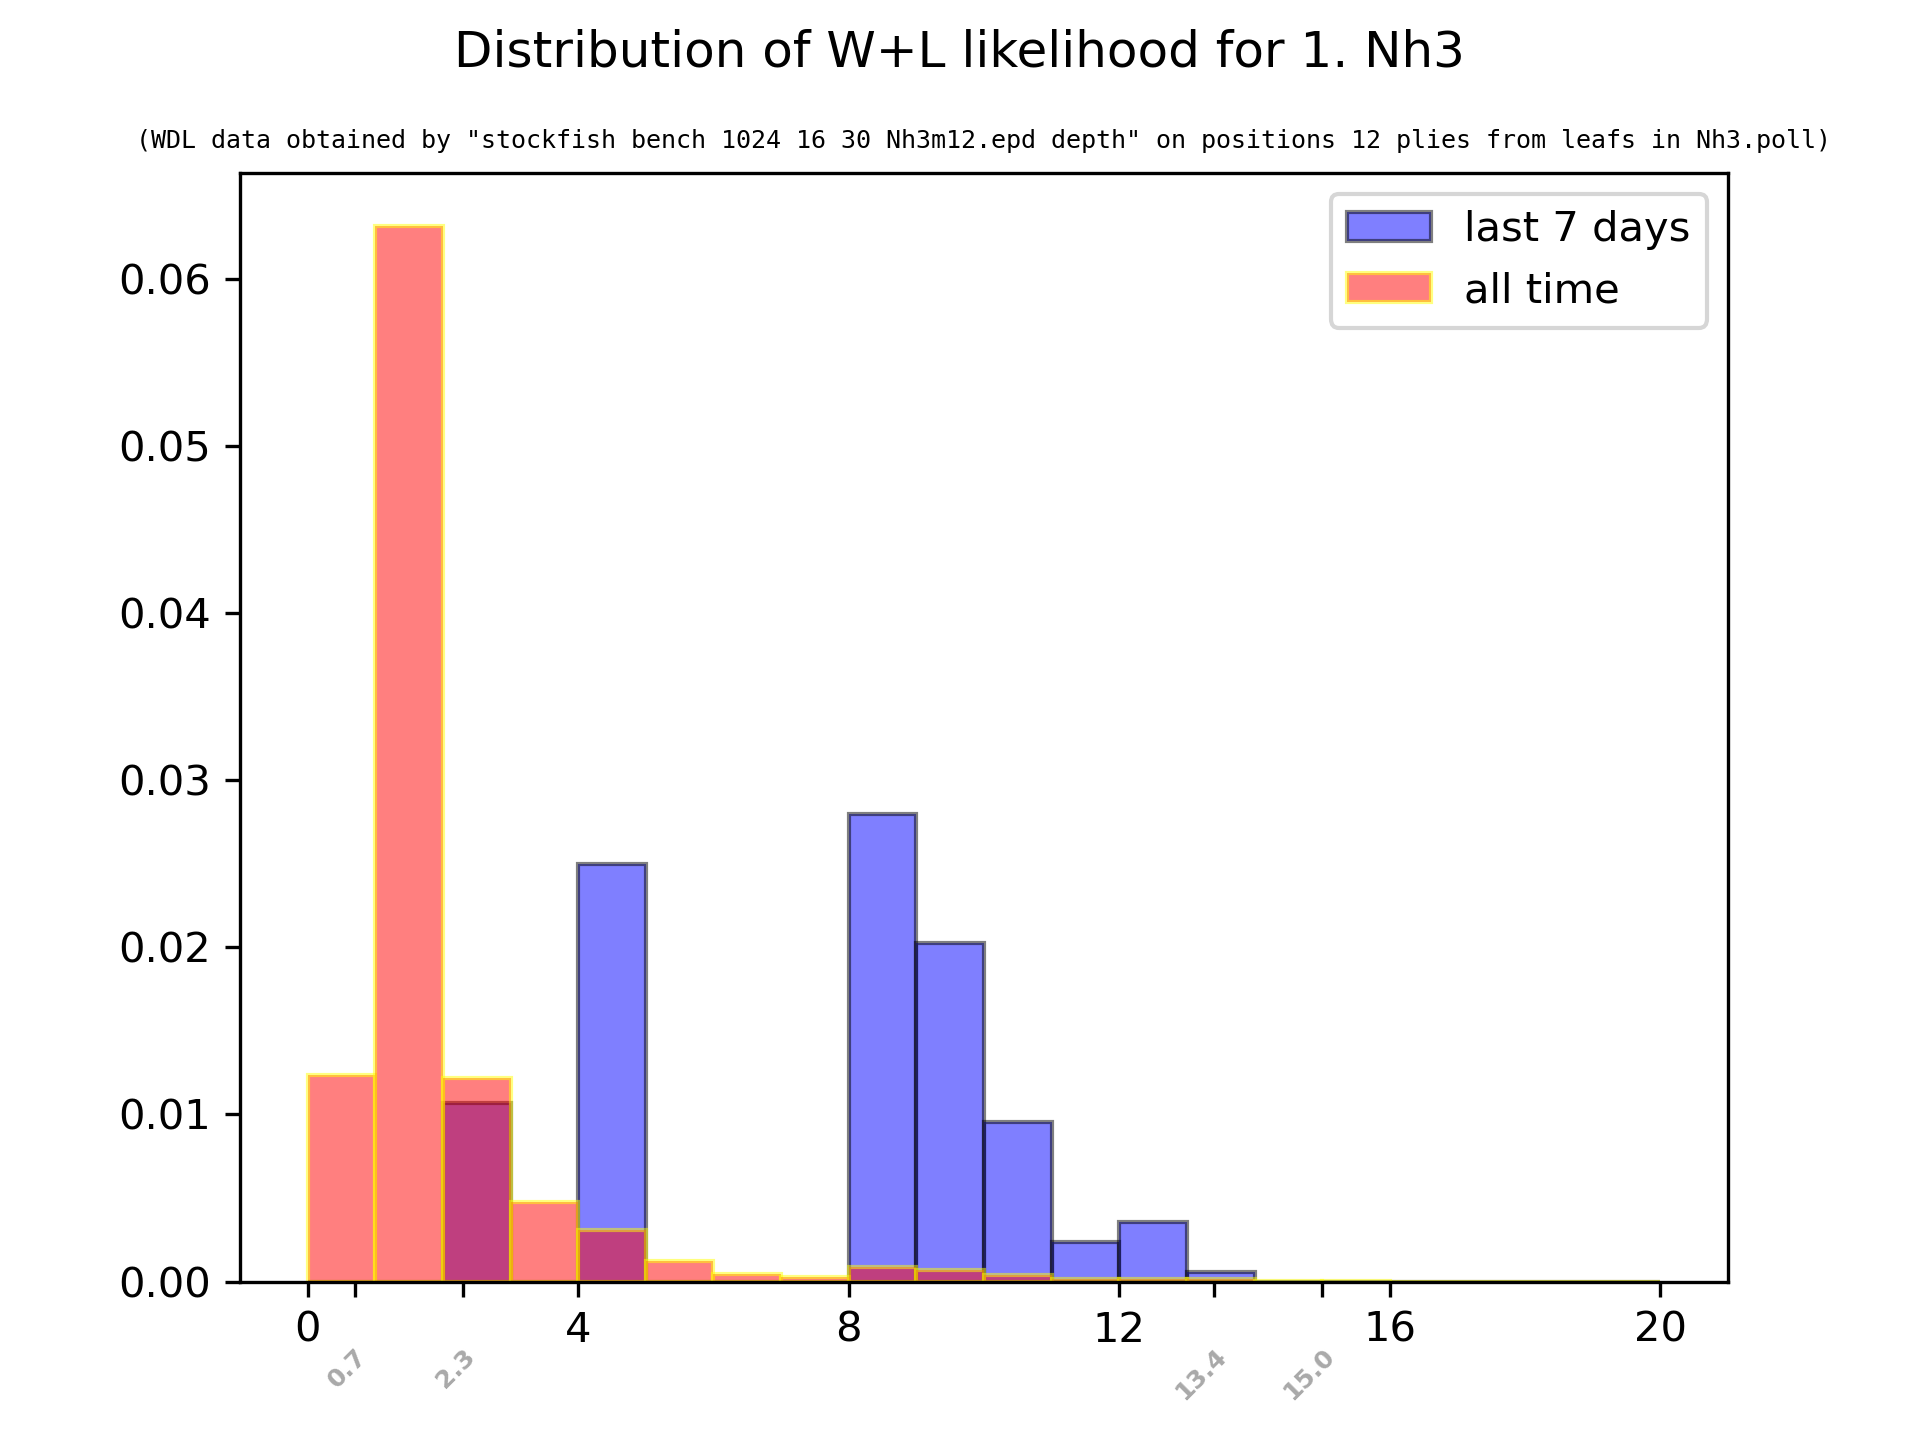 Distribution of W+L likelihood for 1. Nh3
(WDL data obtained by "stockfish bench 1024 16 30 Nh3m12.epd depth" on positions 12 plies from leafs in Nh3.poll)
last 7 days
all time
0.06
0.05
0.04
0.03
0.02
0.01
0.00
0 4 8 12 16 20
0.7 2.3 13.4 15.0